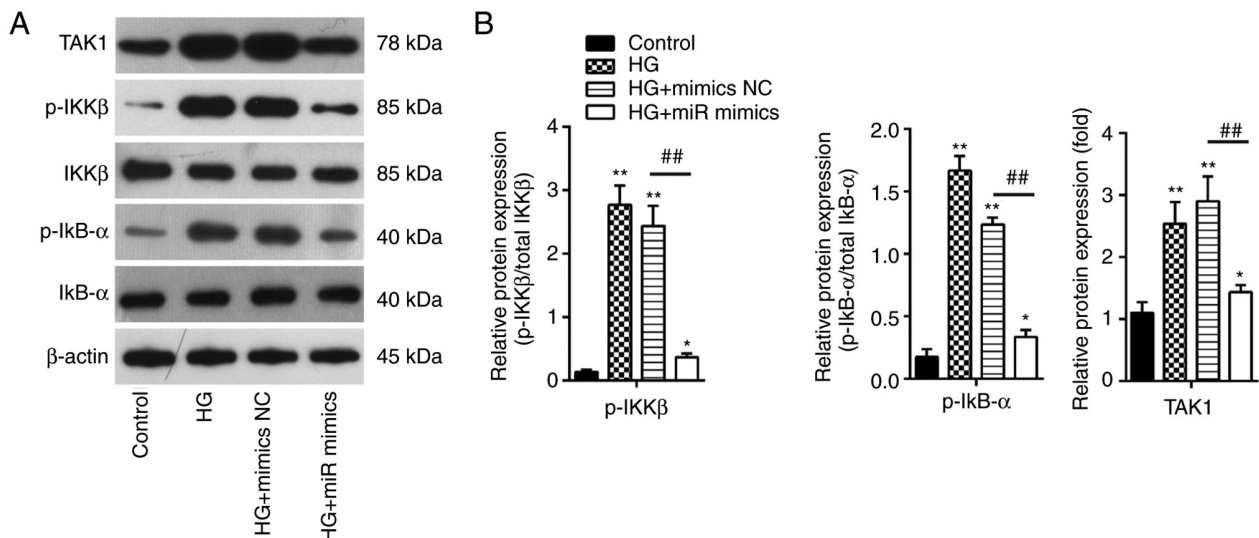 A
TAK1 78 kDa
p-IKKβ 85 kDa
IKKβ 85 kDa
p-IkB-α 40 kDa
IkB-α 40 kDa
β-actin 45 kDa
Control
HG
HG+mimics NC
HG+miR mimics
B
Control
HG
HG+mimics NC
HG+miR mimics
Relative protein expression
(p-IKKβ/total IKKβ)
4
3
2
1
0
**
**
##
*
p-IKKβ
Relative protein expression
(p-IkB-α/total IkB-α)
2.0
1.5
1.0
0.5
0.0
**
**
##
*
p-IkB-α
Relative protein expression (fold)
4
3
2
1
0
**
**
##
*
TAK1